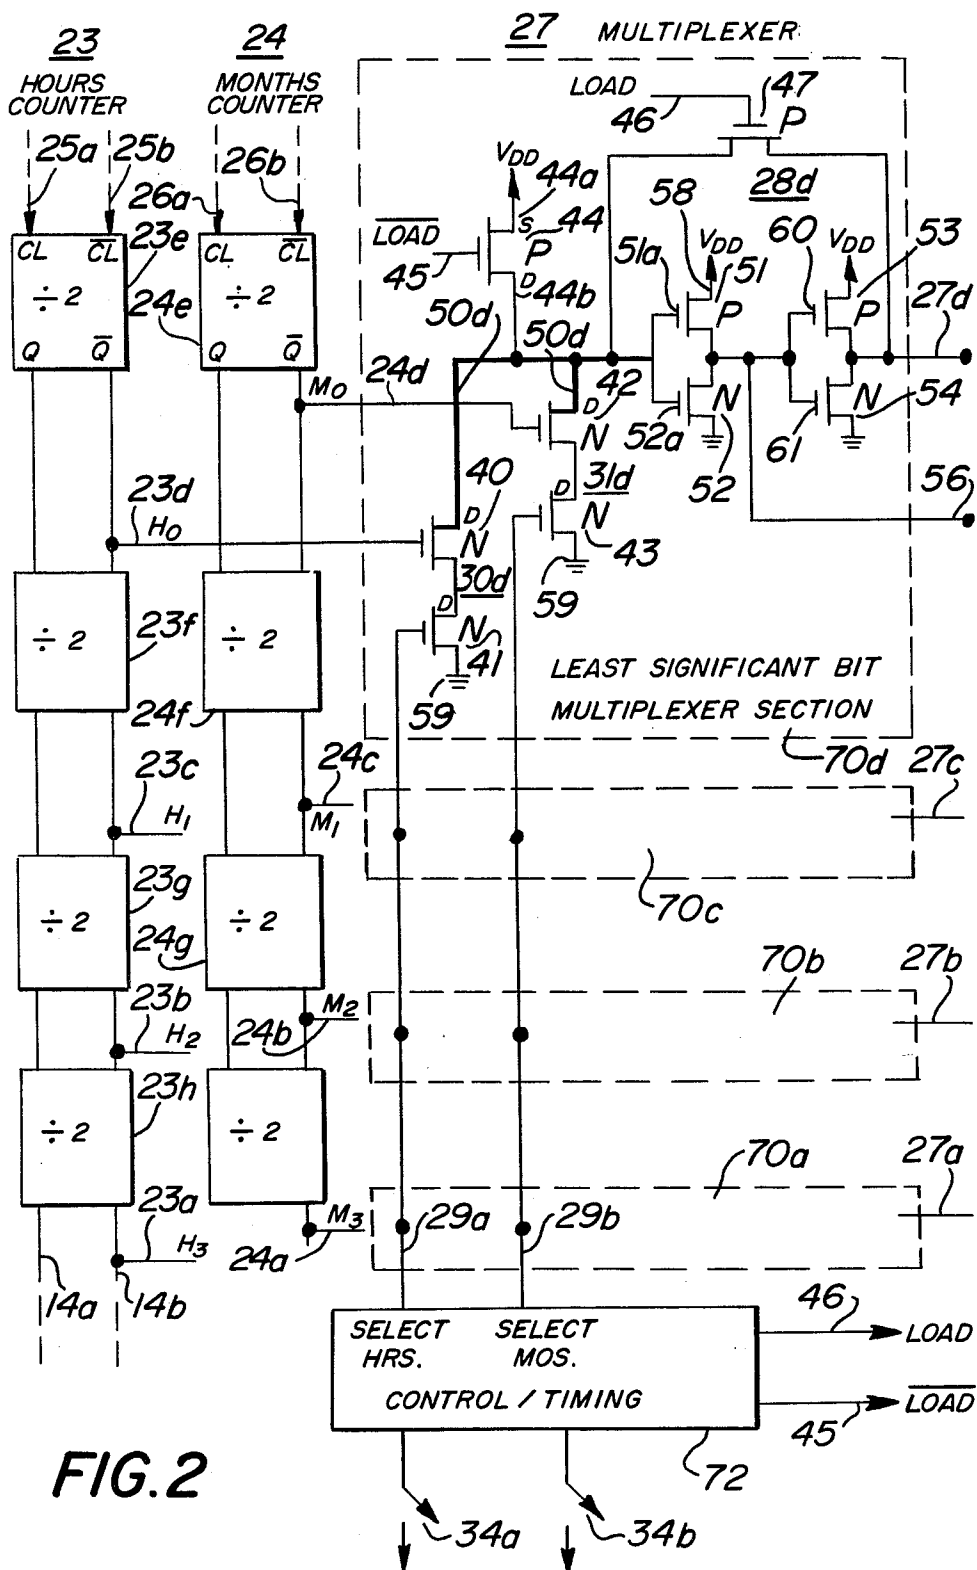 23
24
27 MULTIPLEXER
HOURS COUNTER
MONTHS COUNTER
LOAD
46
47
P
25a
25b
26a
26b
VDD
44a
S
44
P
D
44b
LOAD
45
28d
58
VDD
51a
51
P
60
VDD
53
P
27d
CL
CL
÷ 2
Q
Q
23e
CL
CL
÷ 2
Q
Q
24e
50d
50d
M0
24d
D
42
N
52a
N
52
61
N
54
56
23d
H0
40
D
N
31d
D
N
43
59
30d
D
N
41
59
÷ 2
23f
÷ 2
24f
LEAST SIGNIFICANT BIT
MULTIPLEXER SECTION
70d
23c
H1
24c
M1
27c
70c
÷ 2
23g
÷ 2
24g
70b
27b
23b
H2
24b
M2
÷ 2
23h
÷ 2
70a
27a
23a
H3
24a
M3
29a
29b
14a
14b
SELECT HRS.
SELECT MOS.
CONTROL / TIMING
46
LOAD
45
LOAD
72
34a
34b
FIG.2